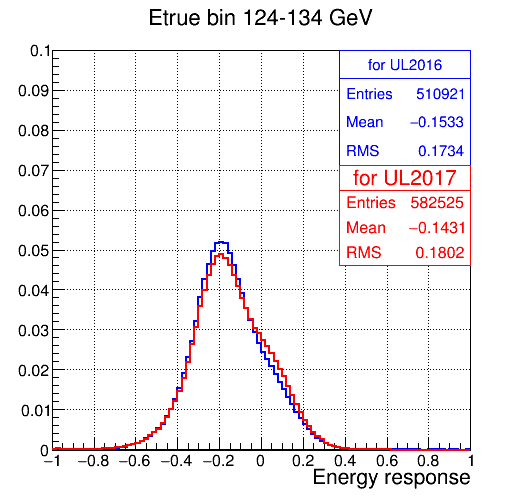 Etrue bin 124-134 GeV
for UL2016
Entries 510921
Mean −0.1533
RMS 0.1734
for UL2017
Entries 582525
Mean −0.1431
RMS 0.1802
0.1
0.09
0.08
0.07
0.06
0.05
0.04
0.03
0.02
0.01
0
−1 −0.8 −0.6 −0.4 −0.2 0 0.2 0.4 0.6 0.8 1
Energy response